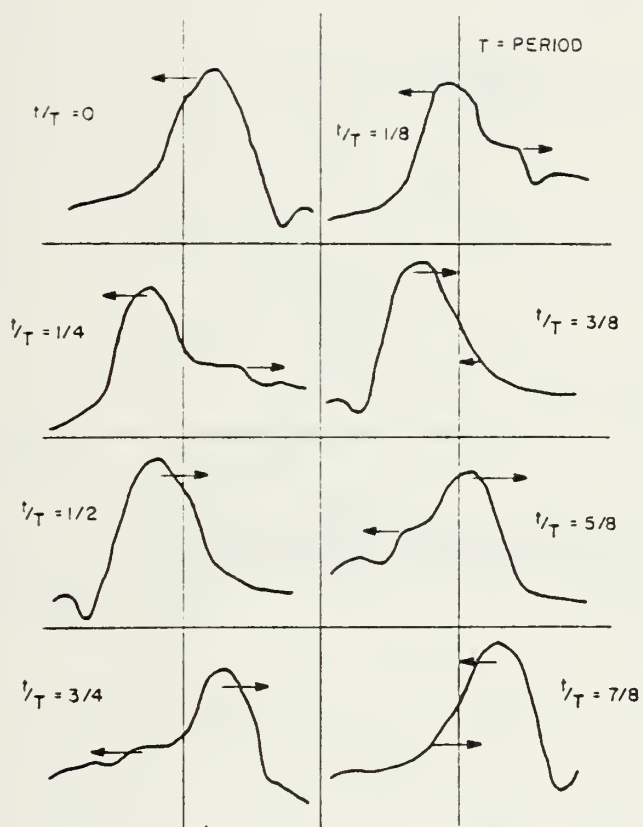 T = PERIOD
t/T = 0
t/T = 1/8
t/T = 1/4
t/T = 3/8
t/T = 1/2
t/T = 5/8
t/T = 3/4
t/T = 7/8